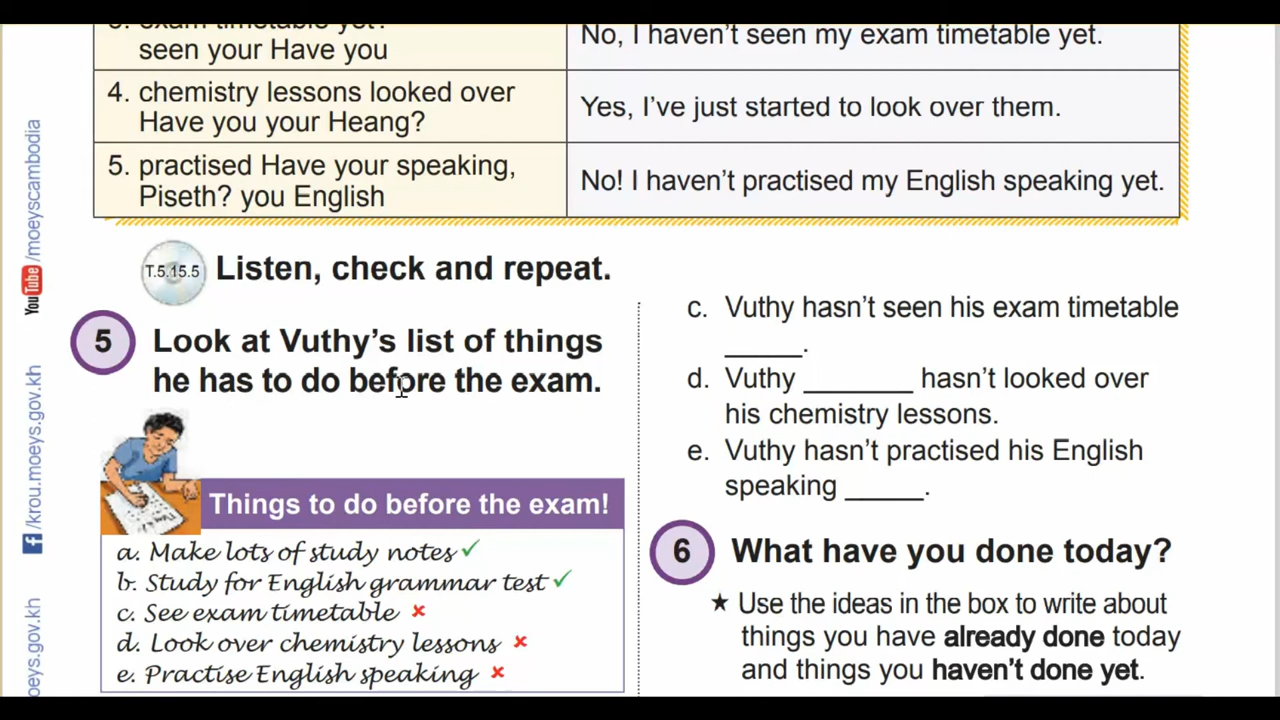 seen your Have you
No, I haven't seen my exam timetable yet.
4. chemistry lessons looked over
Have you your Heang?
Yes, I've just started to look over them.
5. practised Have your speaking,
Piseth? you English
No! I haven't practised my English speaking yet.
T.5.15.5 Listen, check and repeat.
5 Look at Vuthy's list of things
he has to do before the exam.
Things to do before the exam!
a. Make lots of study notes ✓
b. Study for English grammar test ✓
c. See exam timetable ✗
d. Look over chemistry lessons ✗
e. Practise English speaking ✗
c. Vuthy hasn't seen his exam timetable
_____.
d. Vuthy _______ hasn't looked over
his chemistry lessons.
e. Vuthy hasn't practised his English
speaking _____.
6 What have you done today?
★ Use the ideas in the box to write about
things you have already done today
and things you haven't done yet.
YouTube /moeyscambodia
f /krou.moeys.gov.kh
oeys.gov.kh